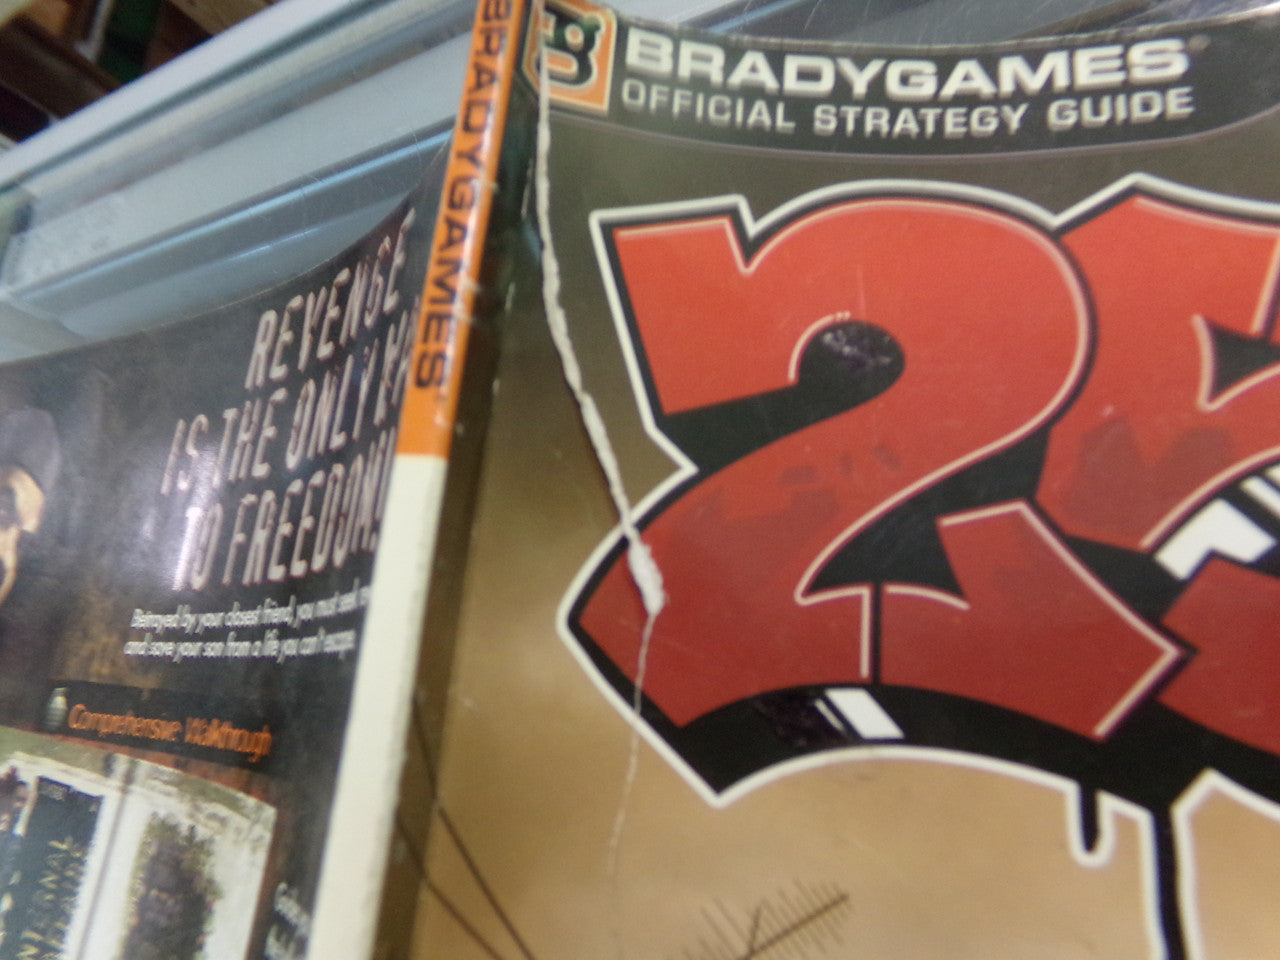 BRADYGAMES
OFFICIAL STRATEGY GUIDE
BRADYGAMES
25
REVENGE
IS THE ONLY
TO FREEDOM
Betrayed by your closest friend, you must seek
and save your son from a life you can't escape
Comprehensive Walkthrough